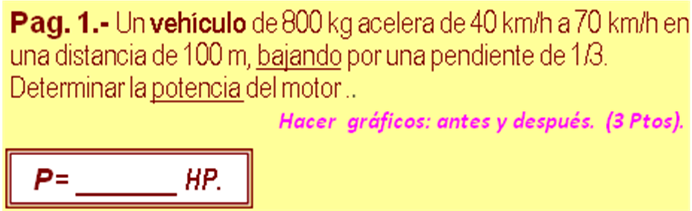 Pag. 1.- Un vehículo de 800 kg acelera de 40 km/h a 70 km/h en
una distancia de 100 m, bajando por una pendiente de 1/3.
Determinar la potencia del motor ..
Hacer gráficos: antes y después. (3 Ptos).
P= _______ HP.